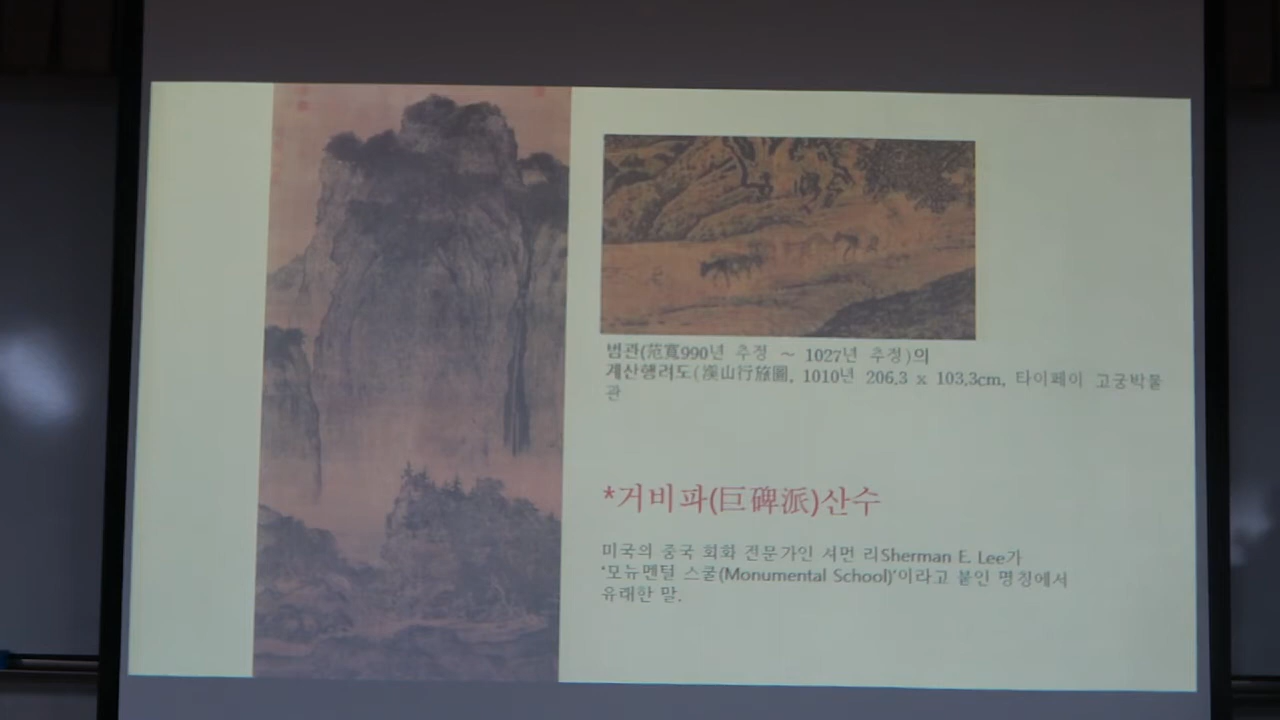 범관(范寬990년 추정 ~ 1027년 추정)의
계산행려도(溪山行旅圖, 1010년 206.3 x 103.3cm, 타이페이 고궁박물
관
*거비파(巨碑派)산수
미국의 중국 회화 전문가인 셔먼 리Sherman E. Lee가
‘모뉴멘털 스쿨(Monumental School)’이라고 붙인 명칭에서
유래한 말.